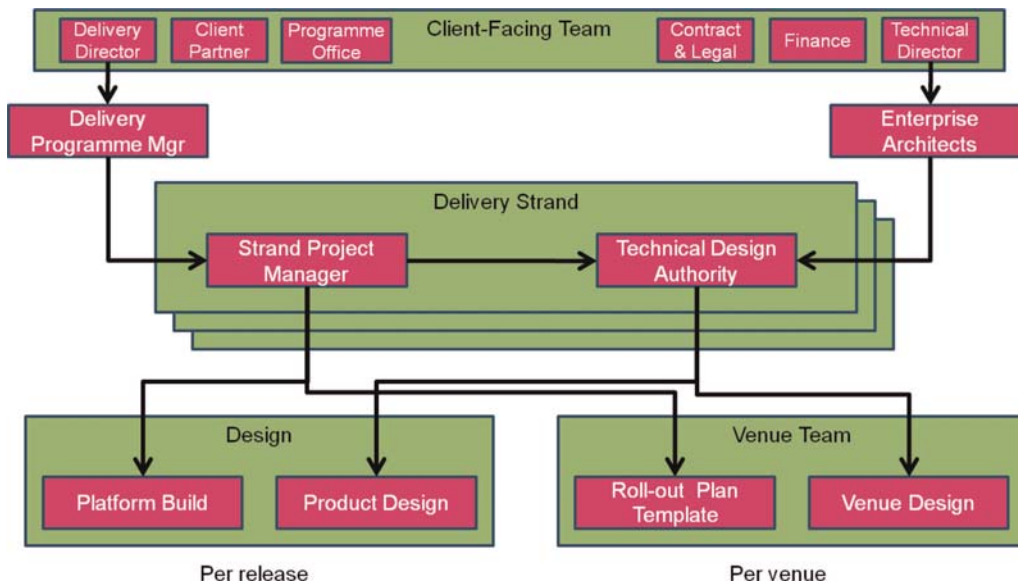 Client-Facing Team
Delivery
Director
Client
Partner
Programme
Office
Contract
& Legal
Finance
Technical
Director
Delivery
Programme Mgr
Enterprise
Architects
Delivery Strand
Strand Project
Manager
Technical Design
Authority
Design
Platform Build
Product Design
Venue Team
Roll-out Plan
Template
Venue Design
Per release
Per venue